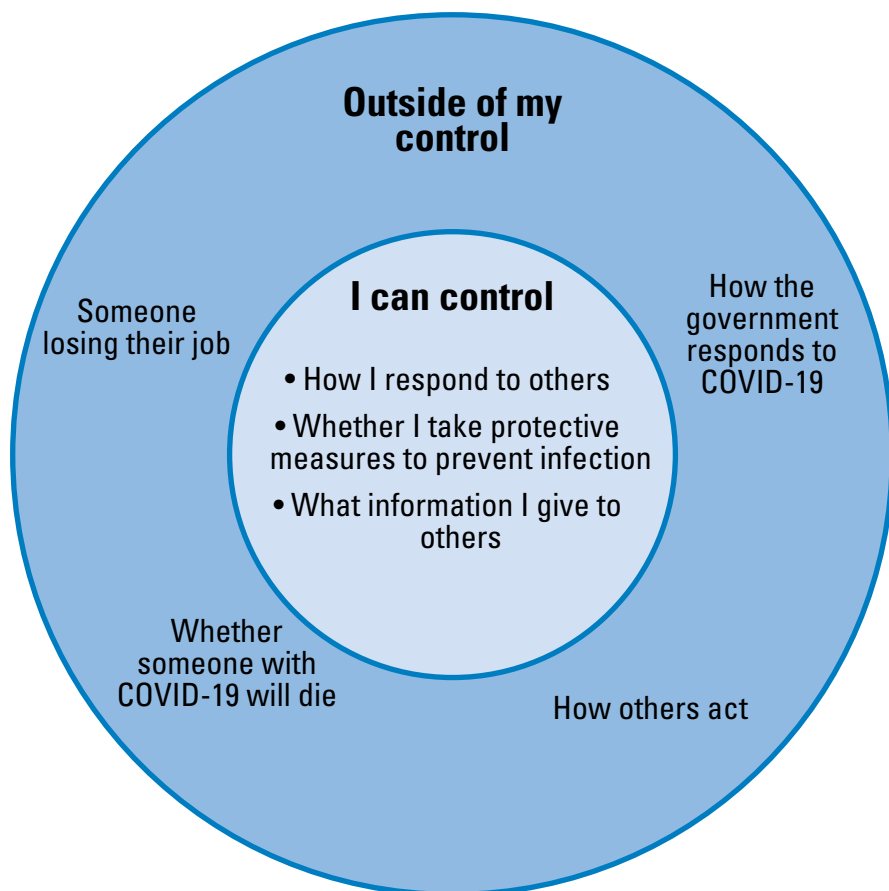 Outside of my
control
I can control
• How I respond to others
• Whether I take protective
measures to prevent infection
• What information I give to
others
Someone
losing their job
How the
government
responds to
COVID-19
Whether
someone with
COVID-19 will die
How others act